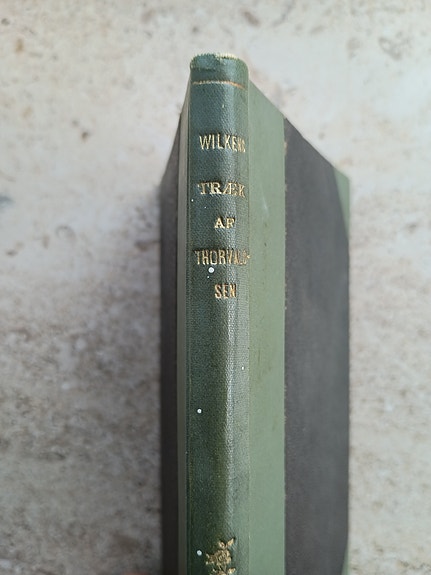 WILKENS
TRÆK
AF
THORVALD-
SEN